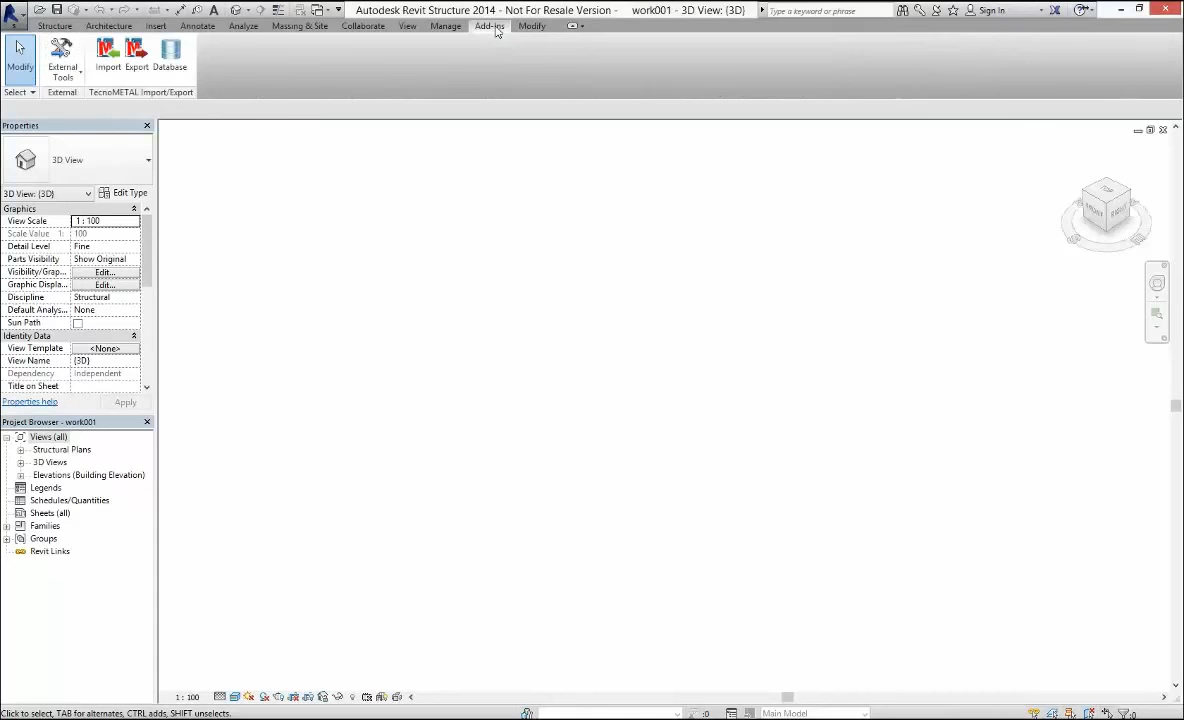 Autodesk Revit Structure 2014 - Not For Resale Version - work001 - 3D View: {3D}
Type a keyword or phrase
Sign In
Structure Architecture Insert Annotate Analyze Massing & Site Collaborate View Manage Add-Ins Modify
Modify
External Tools
Import Export Database
Select External TecnoMETAL Import/Export
Properties
3D View
3D View: {3D} Edit Type
Graphics
View Scale 1 : 100
Scale Value 1: 100
Detail Level Fine
Parts Visibility Show Original
Visibility/Grap... Edit...
Graphic Displa... Edit...
Discipline Structural
Default Analys... None
Sun Path
Identity Data
View Template <None>
View Name {3D}
Dependency Independent
Title on Sheet
Properties help Apply
Project Browser - work001
Views (all)
Structural Plans
3D Views
Elevations (Building Elevation)
Legends
Schedules/Quantities
Sheets (all)
Families
Groups
Revit Links
TOP
FRONT
RIGHT
1 : 100
Click to select, TAB for alternates, CTRL adds, SHIFT unselects.
:0
Main Model
:0